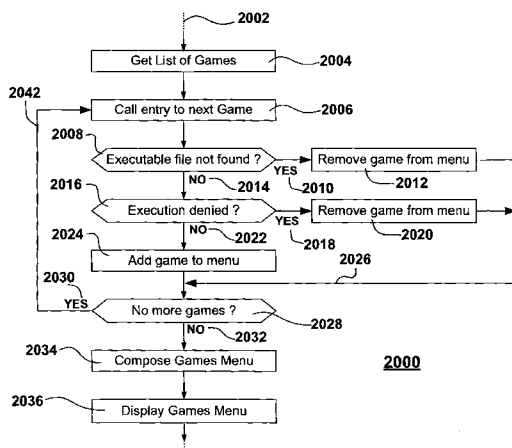 2002
Get List of Games
2004
2042
Call entry to next Game
2006
2008
Executable file not found ?
YES
2010
Remove game from menu
2012
NO
2014
2016
Execution denied ?
YES
2018
Remove game from menu
2020
NO
2022
2024
Add game to menu
2026
2030
YES
No more games ?
2028
NO
2032
2034
Compose Games Menu
2000
2036
Display Games Menu